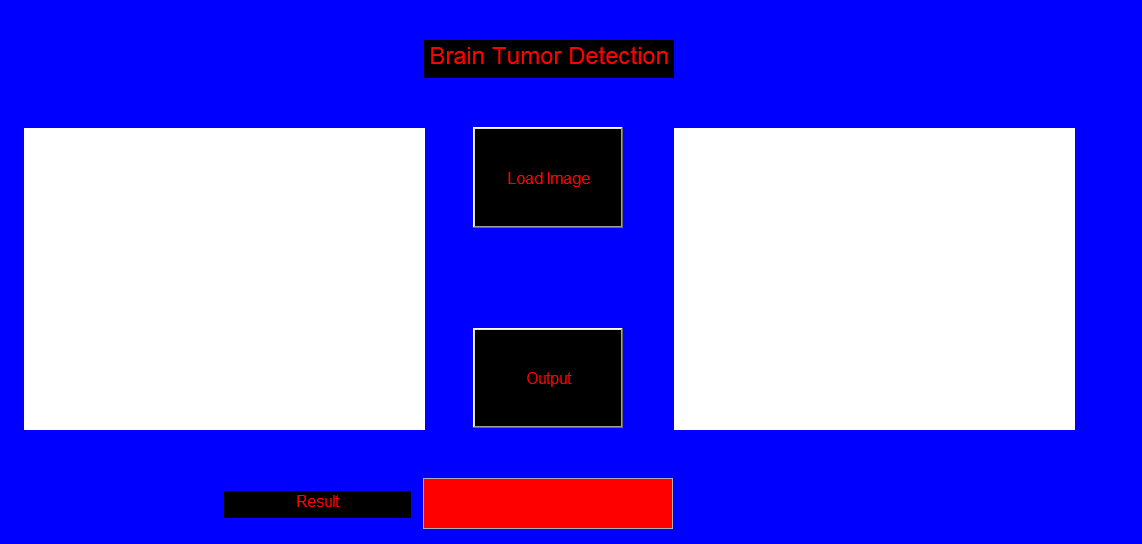 Brain Tumor Detection
Load Image
Output
Result